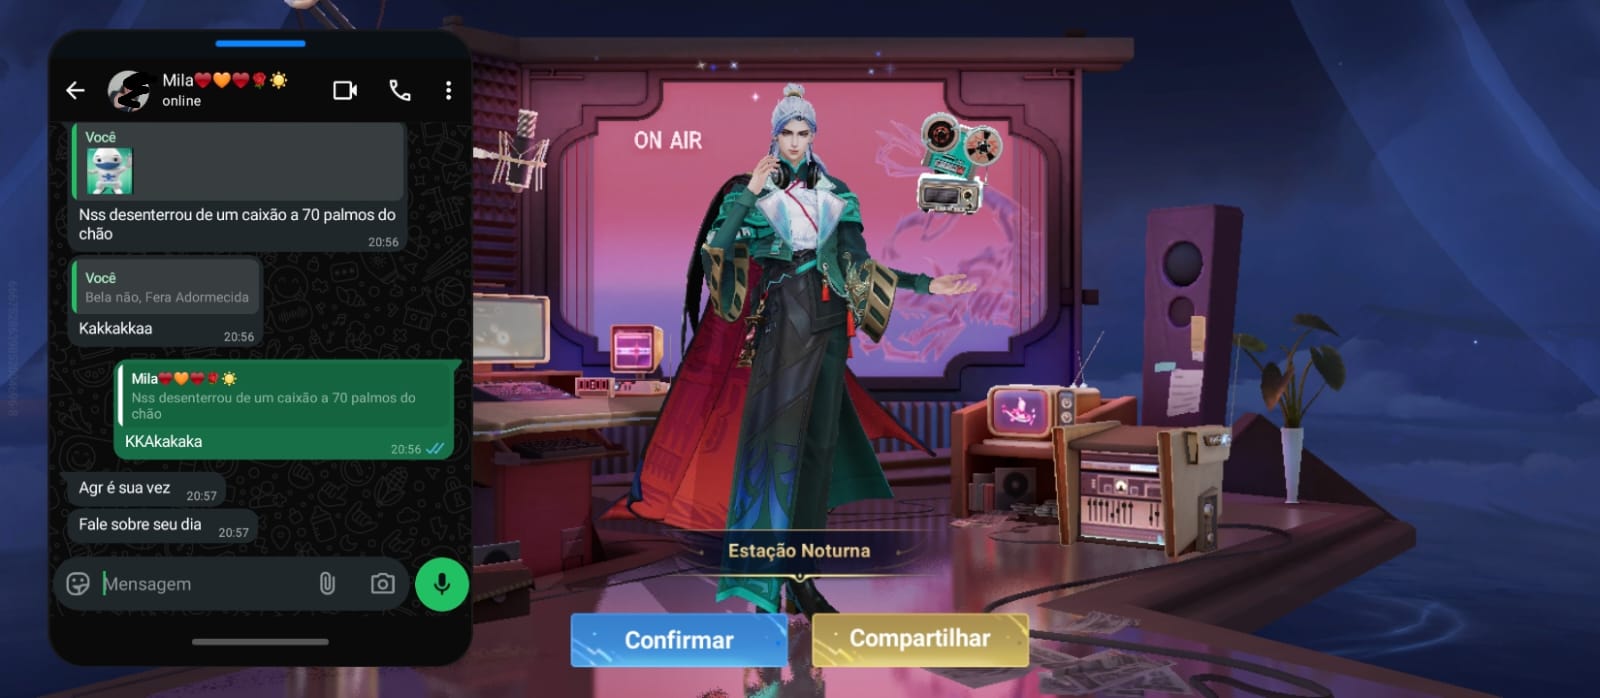 Mila❤️🧡❤️🌹☀️
online
Você
Nss desenterrou de um caixão a 70 palmos do
chão
20:56
Você
Bela não, Fera Adormecida
Kakkakkaa
20:56
Mila❤️🧡❤️🌹☀️
Nss desenterrou de um caixão a 70 palmos do
chão
KKAkakaka
20:56
Agr é sua vez
20:57
Fale sobre seu dia
20:57
Mensagem
ON AIR
Estação Noturna
Confirmar
Compartilhar